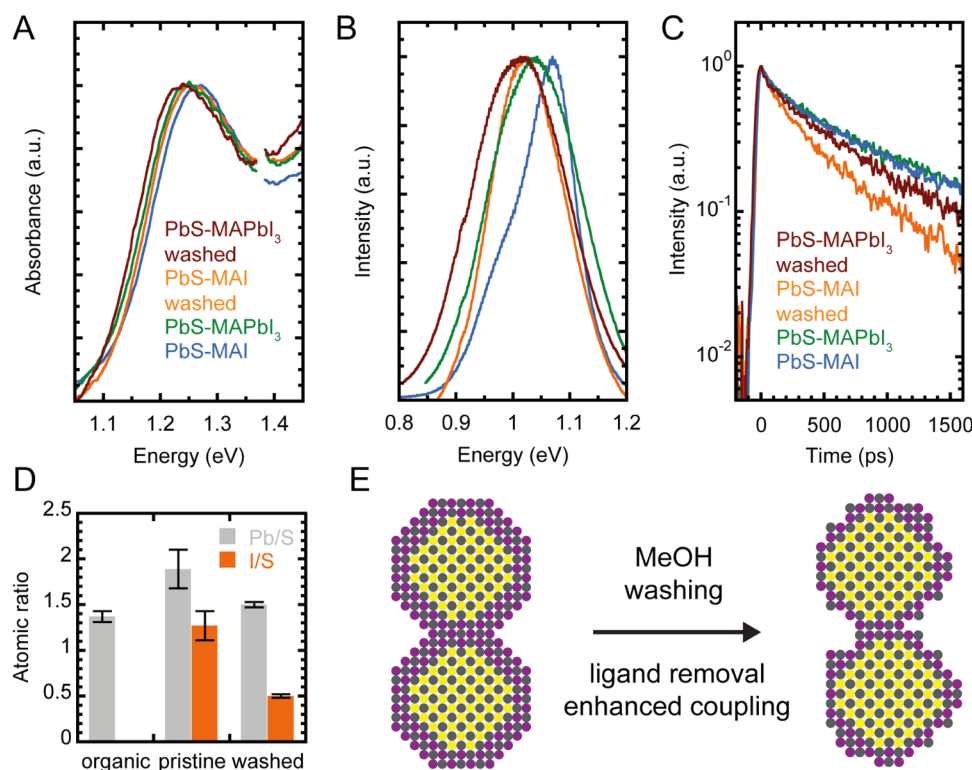 A
Absorbance (a.u.)
PbS-MAPbI₃
washed
PbS-MAI
washed
PbS-MAPbI₃
PbS-MAI
1.1 1.2 1.3 1.4
Energy (eV)
B
Intensity (a.u.)
0.8 0.9 1 1.1 1.2
Energy (eV)
C
Intensity (a.u.)
10⁰
10⁻¹
10⁻²
PbS-MAPbI₃
washed
PbS-MAI
washed
PbS-MAPbI₃
PbS-MAI
0 500 1000 1500
Time (ps)
D
Atomic ratio
2.5
2
1.5
1
0.5
0
Pb/S
I/S
organic pristine washed
E
MeOH
washing
ligand removal
enhanced coupling